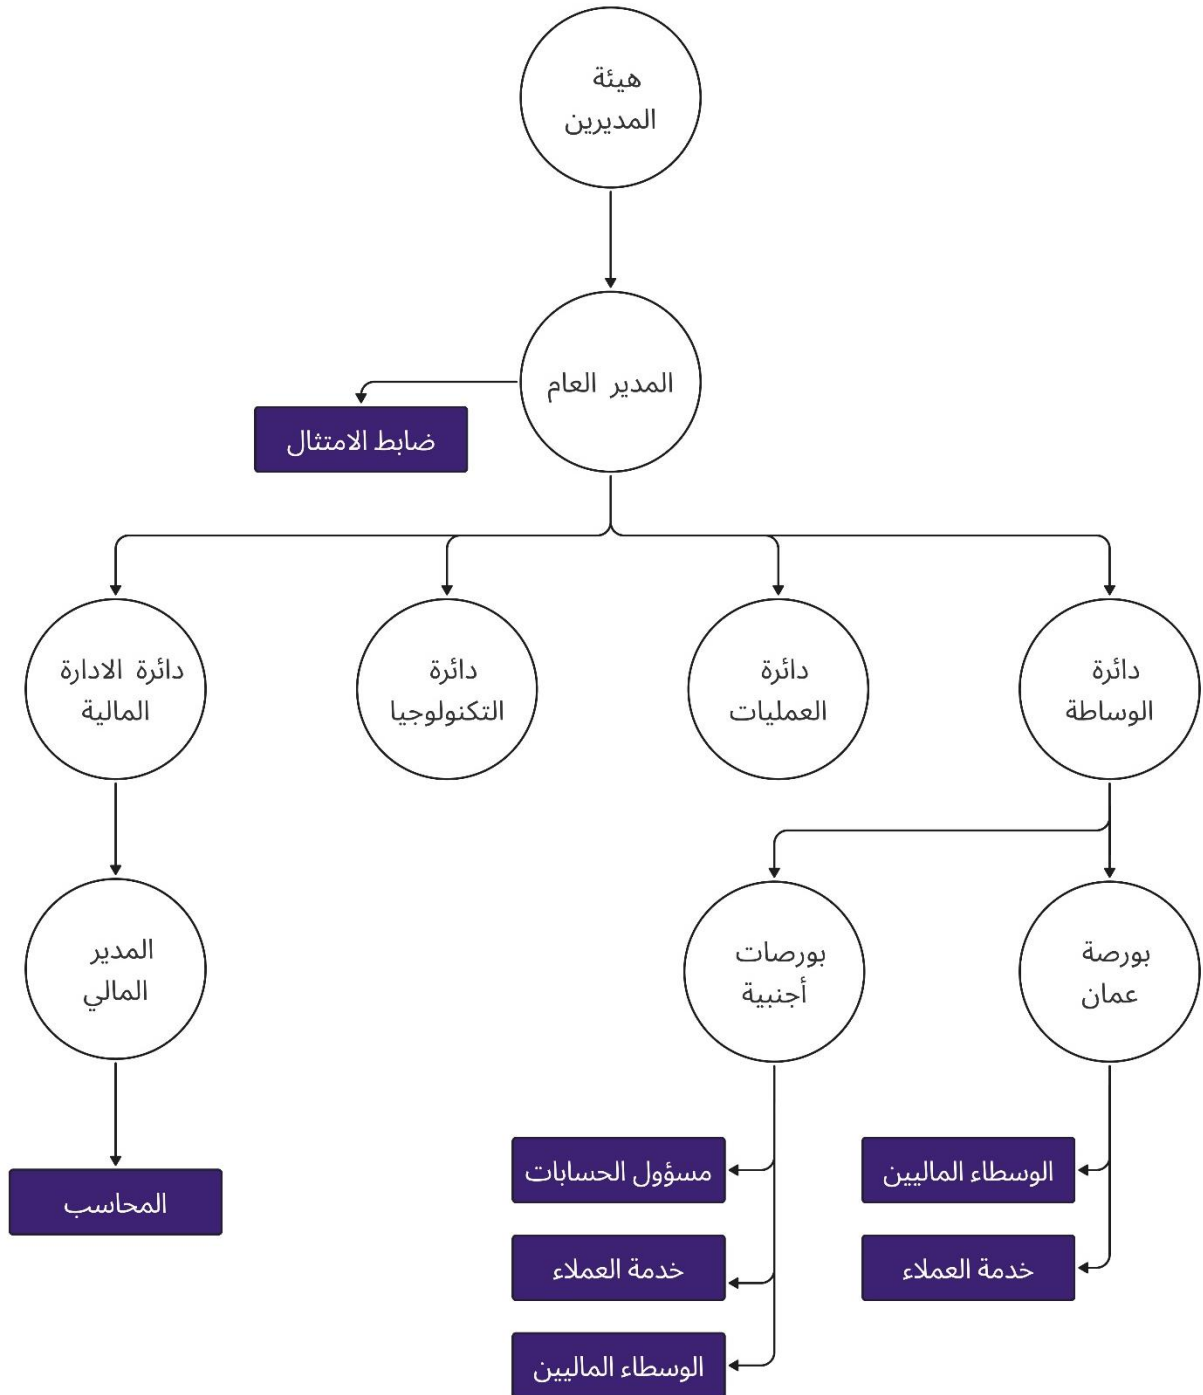 هيئة
المديرين
المدير العام
ضابط الامتثال
دائرة
الوساطة
دائرة
العمليات
دائرة
التكنولوجيا
دائرة الادارة
المالية
بورصة
عمان
بورصات
أجنبية
المدير
المالي
الوسطاء الماليين
خدمة العملاء
مسؤول الحسابات
خدمة العملاء
الوسطاء الماليين
المحاسب